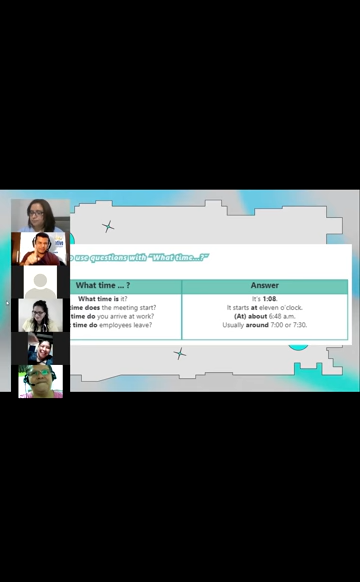 o use questions with "What time...?"
What time ... ?
Answer
What time is it?
It's 1:08.
time does the meeting start?
It starts at eleven o'clock.
time do you arrive at work?
(At) about 6:48 a.m.
time do employees leave?
Usually around 7:00 or 7:30.